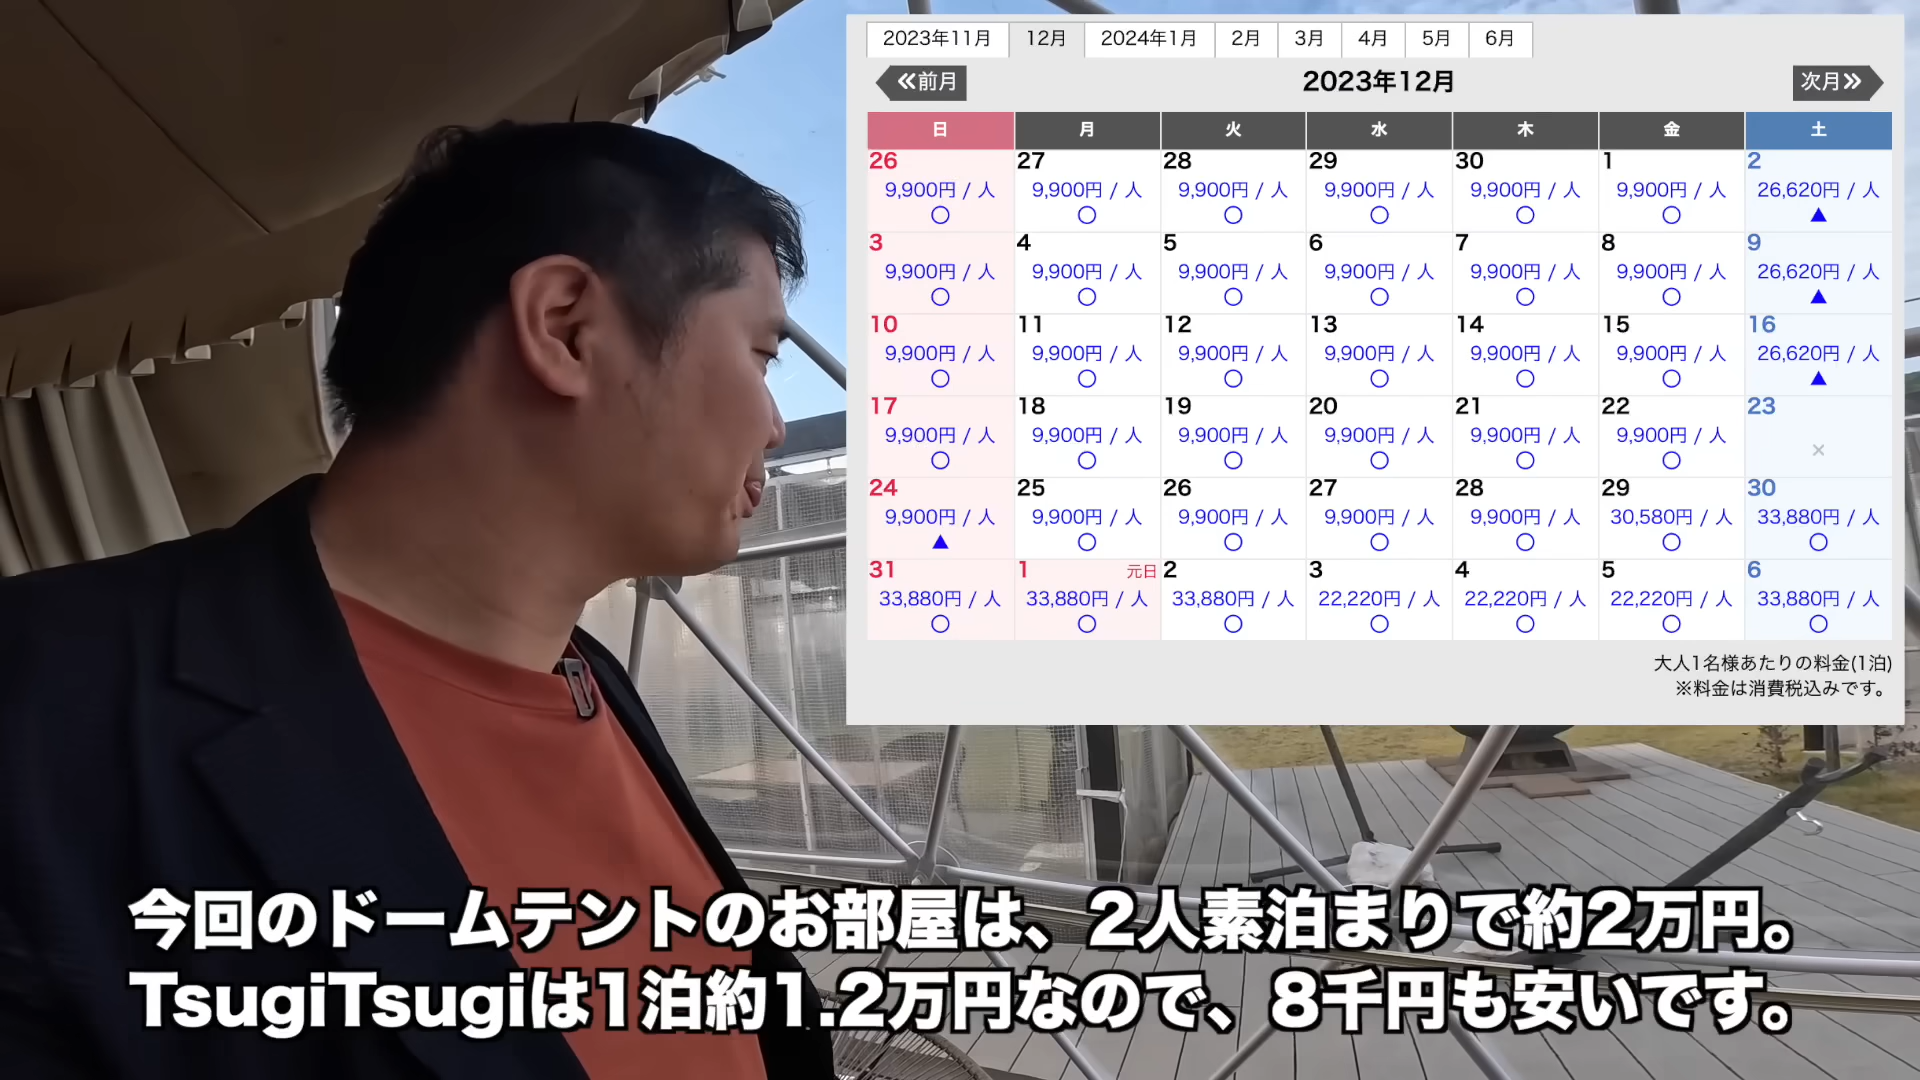 2023年11月 12月 2024年1月 2月 3月 4月 5月 6月
前月 2023年12月 次月
日 月 火 水 木 金 土
26 27 28 29 30 1 2
9,900円 / 人 9,900円 / 人 9,900円 / 人 9,900円 / 人 9,900円 / 人 9,900円 / 人 26,620円 / 人
○ ○ ○ ○ ○ ○ ▲
3 4 5 6 7 8 9
9,900円 / 人 9,900円 / 人 9,900円 / 人 9,900円 / 人 9,900円 / 人 9,900円 / 人 26,620円 / 人
○ ○ ○ ○ ○ ○ ▲
10 11 12 13 14 15 16
9,900円 / 人 9,900円 / 人 9,900円 / 人 9,900円 / 人 9,900円 / 人 9,900円 / 人 26,620円 / 人
○ ○ ○ ○ ○ ○ ▲
17 18 19 20 21 22 23
9,900円 / 人 9,900円 / 人 9,900円 / 人 9,900円 / 人 9,900円 / 人 9,900円 / 人
○ ○ ○ ○ ○ ○ ×
24 25 26 27 28 29 30
9,900円 / 人 9,900円 / 人 9,900円 / 人 9,900円 / 人 9,900円 / 人 30,580円 / 人 33,880円 / 人
▲ ○ ○ ○ ○ ○ ○
31 1 元日 2 3 4 5 6
33,880円 / 人 33,880円 / 人 33,880円 / 人 22,220円 / 人 22,220円 / 人 22,220円 / 人 33,880円 / 人
○ ○ ○ ○ ○ ○ ○
大人1名様あたりの料金(1泊)
※料金は消費税込みです。
今回のドームテントのお部屋は、2人素泊まりで約2万円。
TsugiTsugiは1泊約1.2万円なので、8千円も安いです。